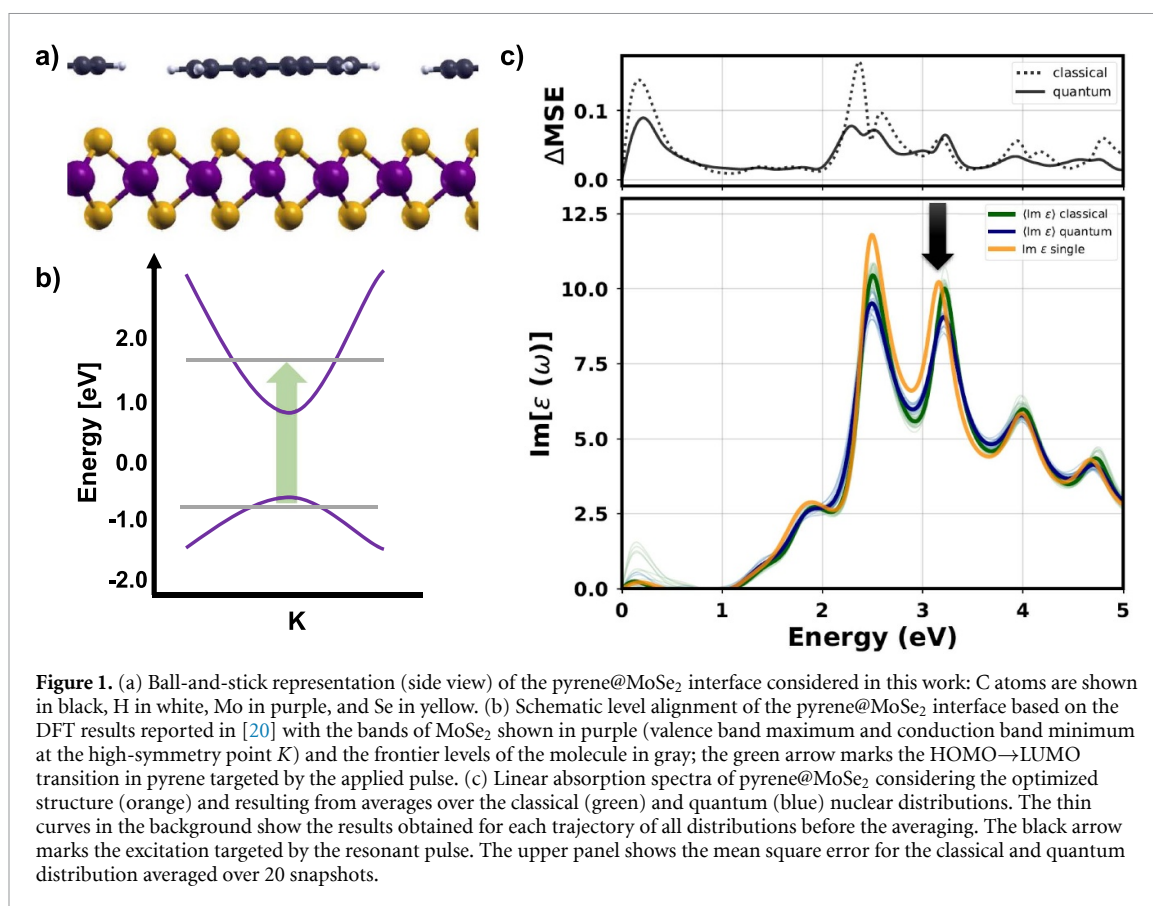 a)
b)
Energy [eV]
2.0
1.0
0.0
-1.0
-2.0
K
c)
ΔMSE
0.1
0.0
classical
quantum
Im[ε (ω)]
12.5
10.0
7.5
5.0
2.5
0.0
⟨Im ε⟩ classical
⟨Im ε⟩ quantum
Im ε single
0 1 2 3 4 5
Energy (eV)
Figure 1. (a) Ball-and-stick representation (side view) of the pyrene@MoSe₂ interface considered in this work: C atoms are shown
in black, H in white, Mo in purple, and Se in yellow. (b) Schematic level alignment of the pyrene@MoSe₂ interface based on the
DFT results reported in [20] with the bands of MoSe₂ shown in purple (valence band maximum and conduction band minimum
at the high-symmetry point K) and the frontier levels of the molecule in gray; the green arrow marks the HOMO→LUMO
transition in pyrene targeted by the applied pulse. (c) Linear absorption spectra of pyrene@MoSe₂ considering the optimized
structure (orange) and resulting from averages over the classical (green) and quantum (blue) nuclear distributions. The thin
curves in the background show the results obtained for each trajectory of all distributions before the averaging. The black arrow
marks the excitation targeted by the resonant pulse. The upper panel shows the mean square error for the classical and quantum
distribution averaged over 20 snapshots.